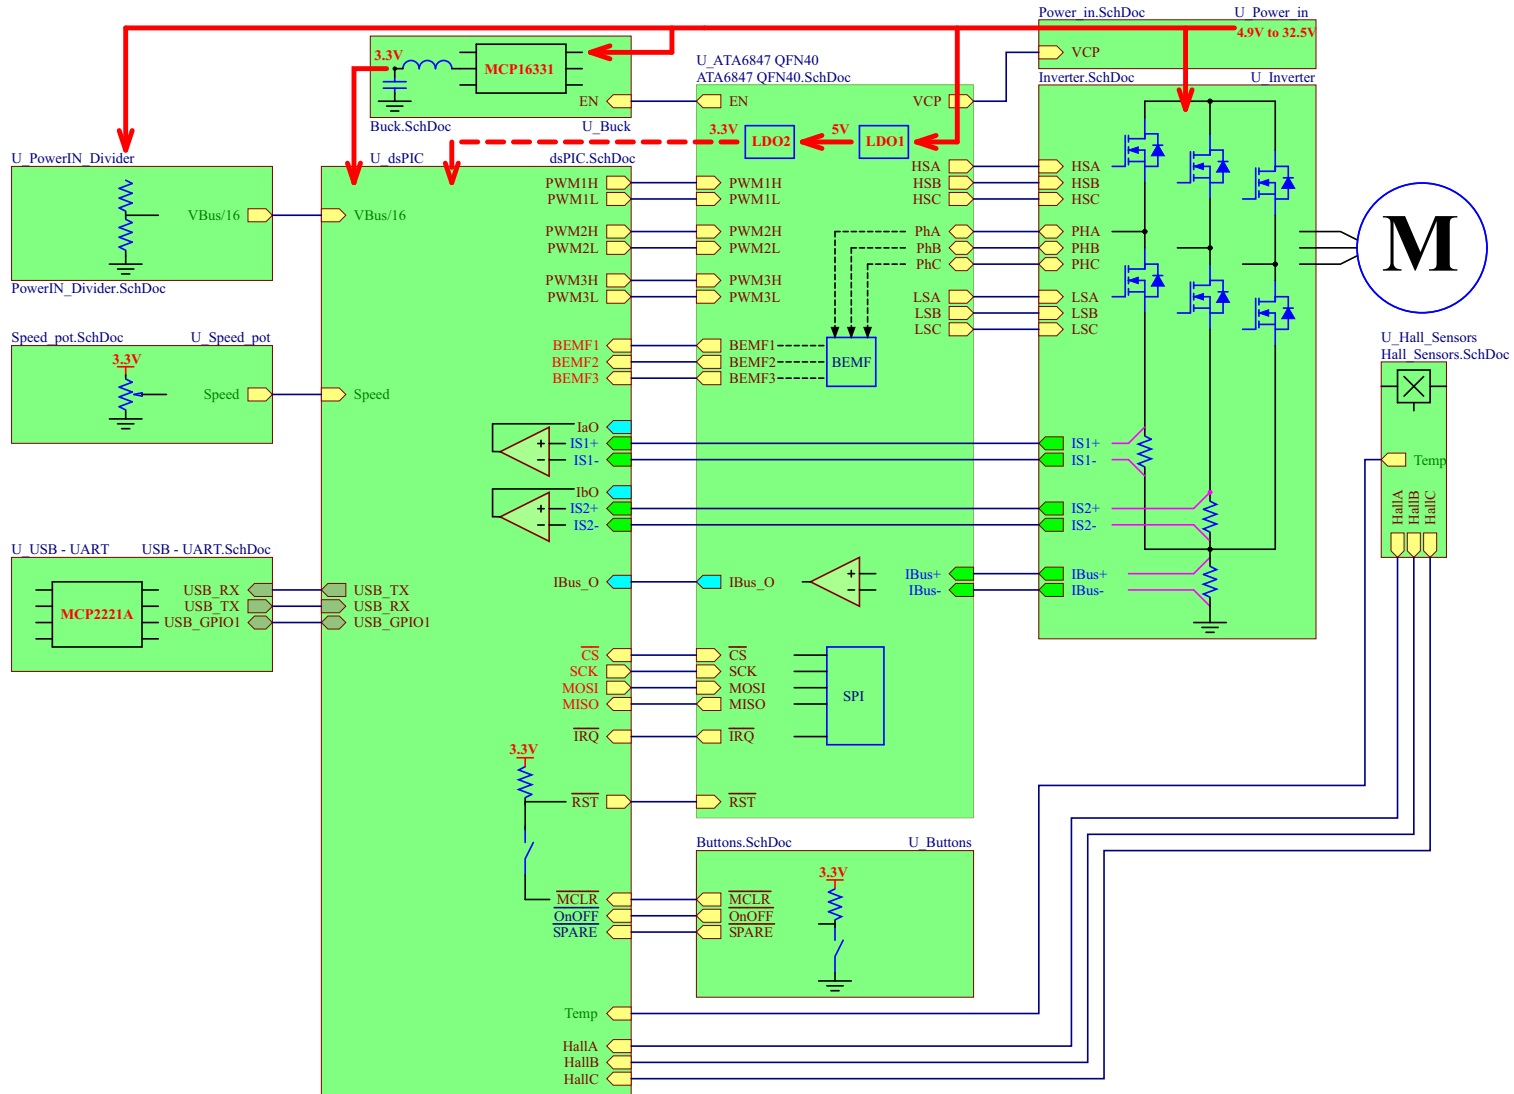 Power_in.SchDoc
U_Power_in
4.9V to 32.5V
VCP
3.3V
MCP16331
EN
Buck.SchDoc
U_Buck
U_ATA6847 QFN40
ATA6847 QFN40.SchDoc
EN
VCP
3.3V
LDO2
5V
LDO1
HSA
HSB
HSC
PWM1H
PWM1L
PWM2H
PWM2L
PWM3H
PWM3L
PhA
PhB
PhC
LSA
LSB
LSC
BEMF1
BEMF2
BEMF3
BEMF
IBus_O
IBus+
IBus-
CS
SCK
MOSI
MISO
IRQ
SPI
RST
Inverter.SchDoc
U_Inverter
HSA
HSB
HSC
PHA
PHB
PHC
LSA
LSB
LSC
IS1+
IS1-
IS2+
IS2-
IBus+
IBus-
M
U_Hall_Sensors
Hall_Sensors.SchDoc
Temp
HallA
HallB
HallC
U_PowerIN_Divider
VBus/16
PowerIN_Divider.SchDoc
Speed_pot.SchDoc
U_Speed_pot
3.3V
Speed
U_USB - UART
USB - UART.SchDoc
MCP2221A
USB_RX
USB_TX
USB_GPIO1
U_dsPIC
dsPIC.SchDoc
VBus/16
Speed
USB_TX
USB_RX
USB_GPIO1
PWM1H
PWM1L
PWM2H
PWM2L
PWM3H
PWM3L
BEMF1
BEMF2
BEMF3
IaO
IS1+
IS1-
IbO
IS2+
IS2-
IBus_O
CS
SCK
MOSI
MISO
IRQ
3.3V
RST
MCLR
OnOFF
SPARE
Temp
HallA
HallB
HallC
Buttons.SchDoc
U_Buttons
3.3V
MCLR
OnOFF
SPARE